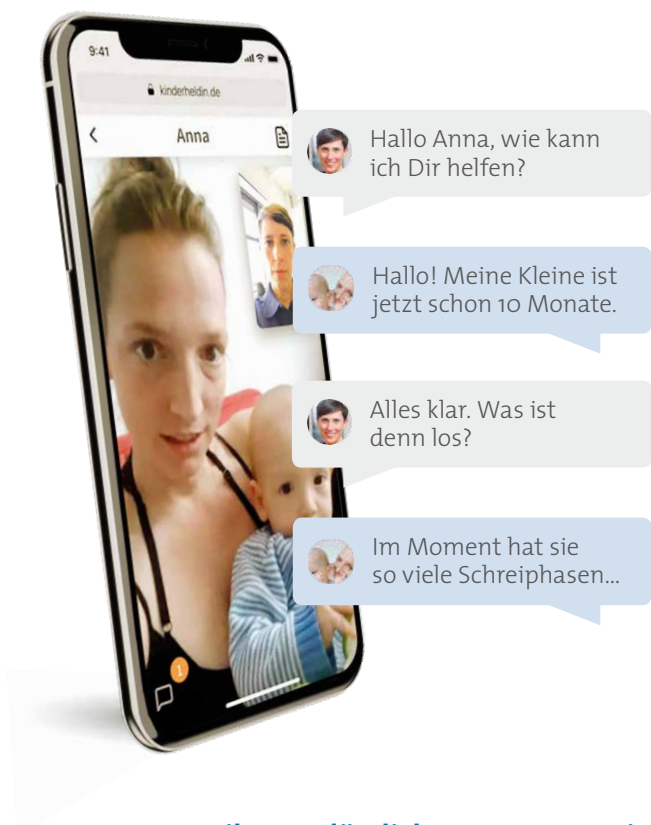 9:41
kinderheldin.de
Anna
Hallo Anna, wie kann
ich Dir helfen?
Hallo! Meine Kleine ist
jetzt schon 10 Monate.
Alles klar. Was ist
denn los?
Im Moment hat sie
so viele Schreiphasen...
1